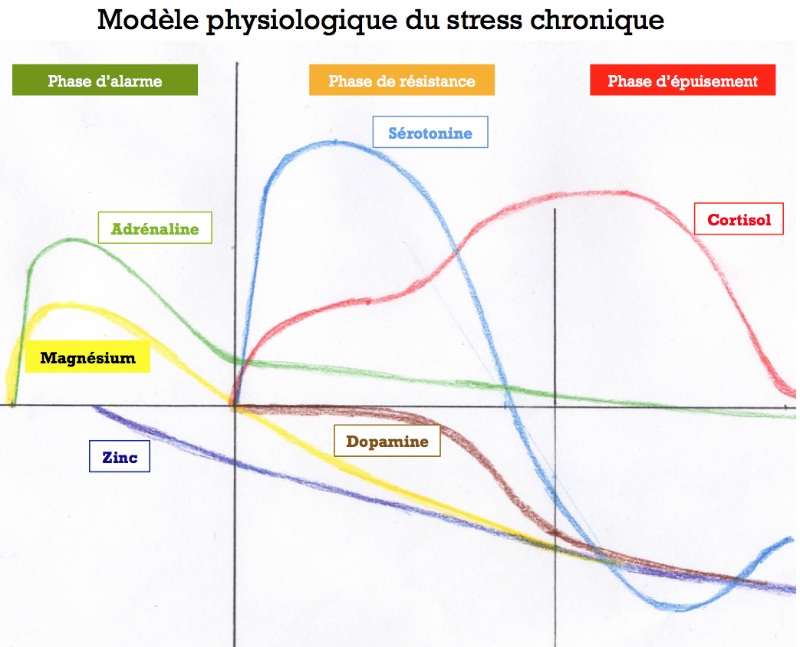 Modèle physiologique du stress chronique
Phase d'alarme
Phase de résistance
Phase d'épuisement
Sérotonine
Adrénaline
Cortisol
Magnésium
Dopamine
Zinc